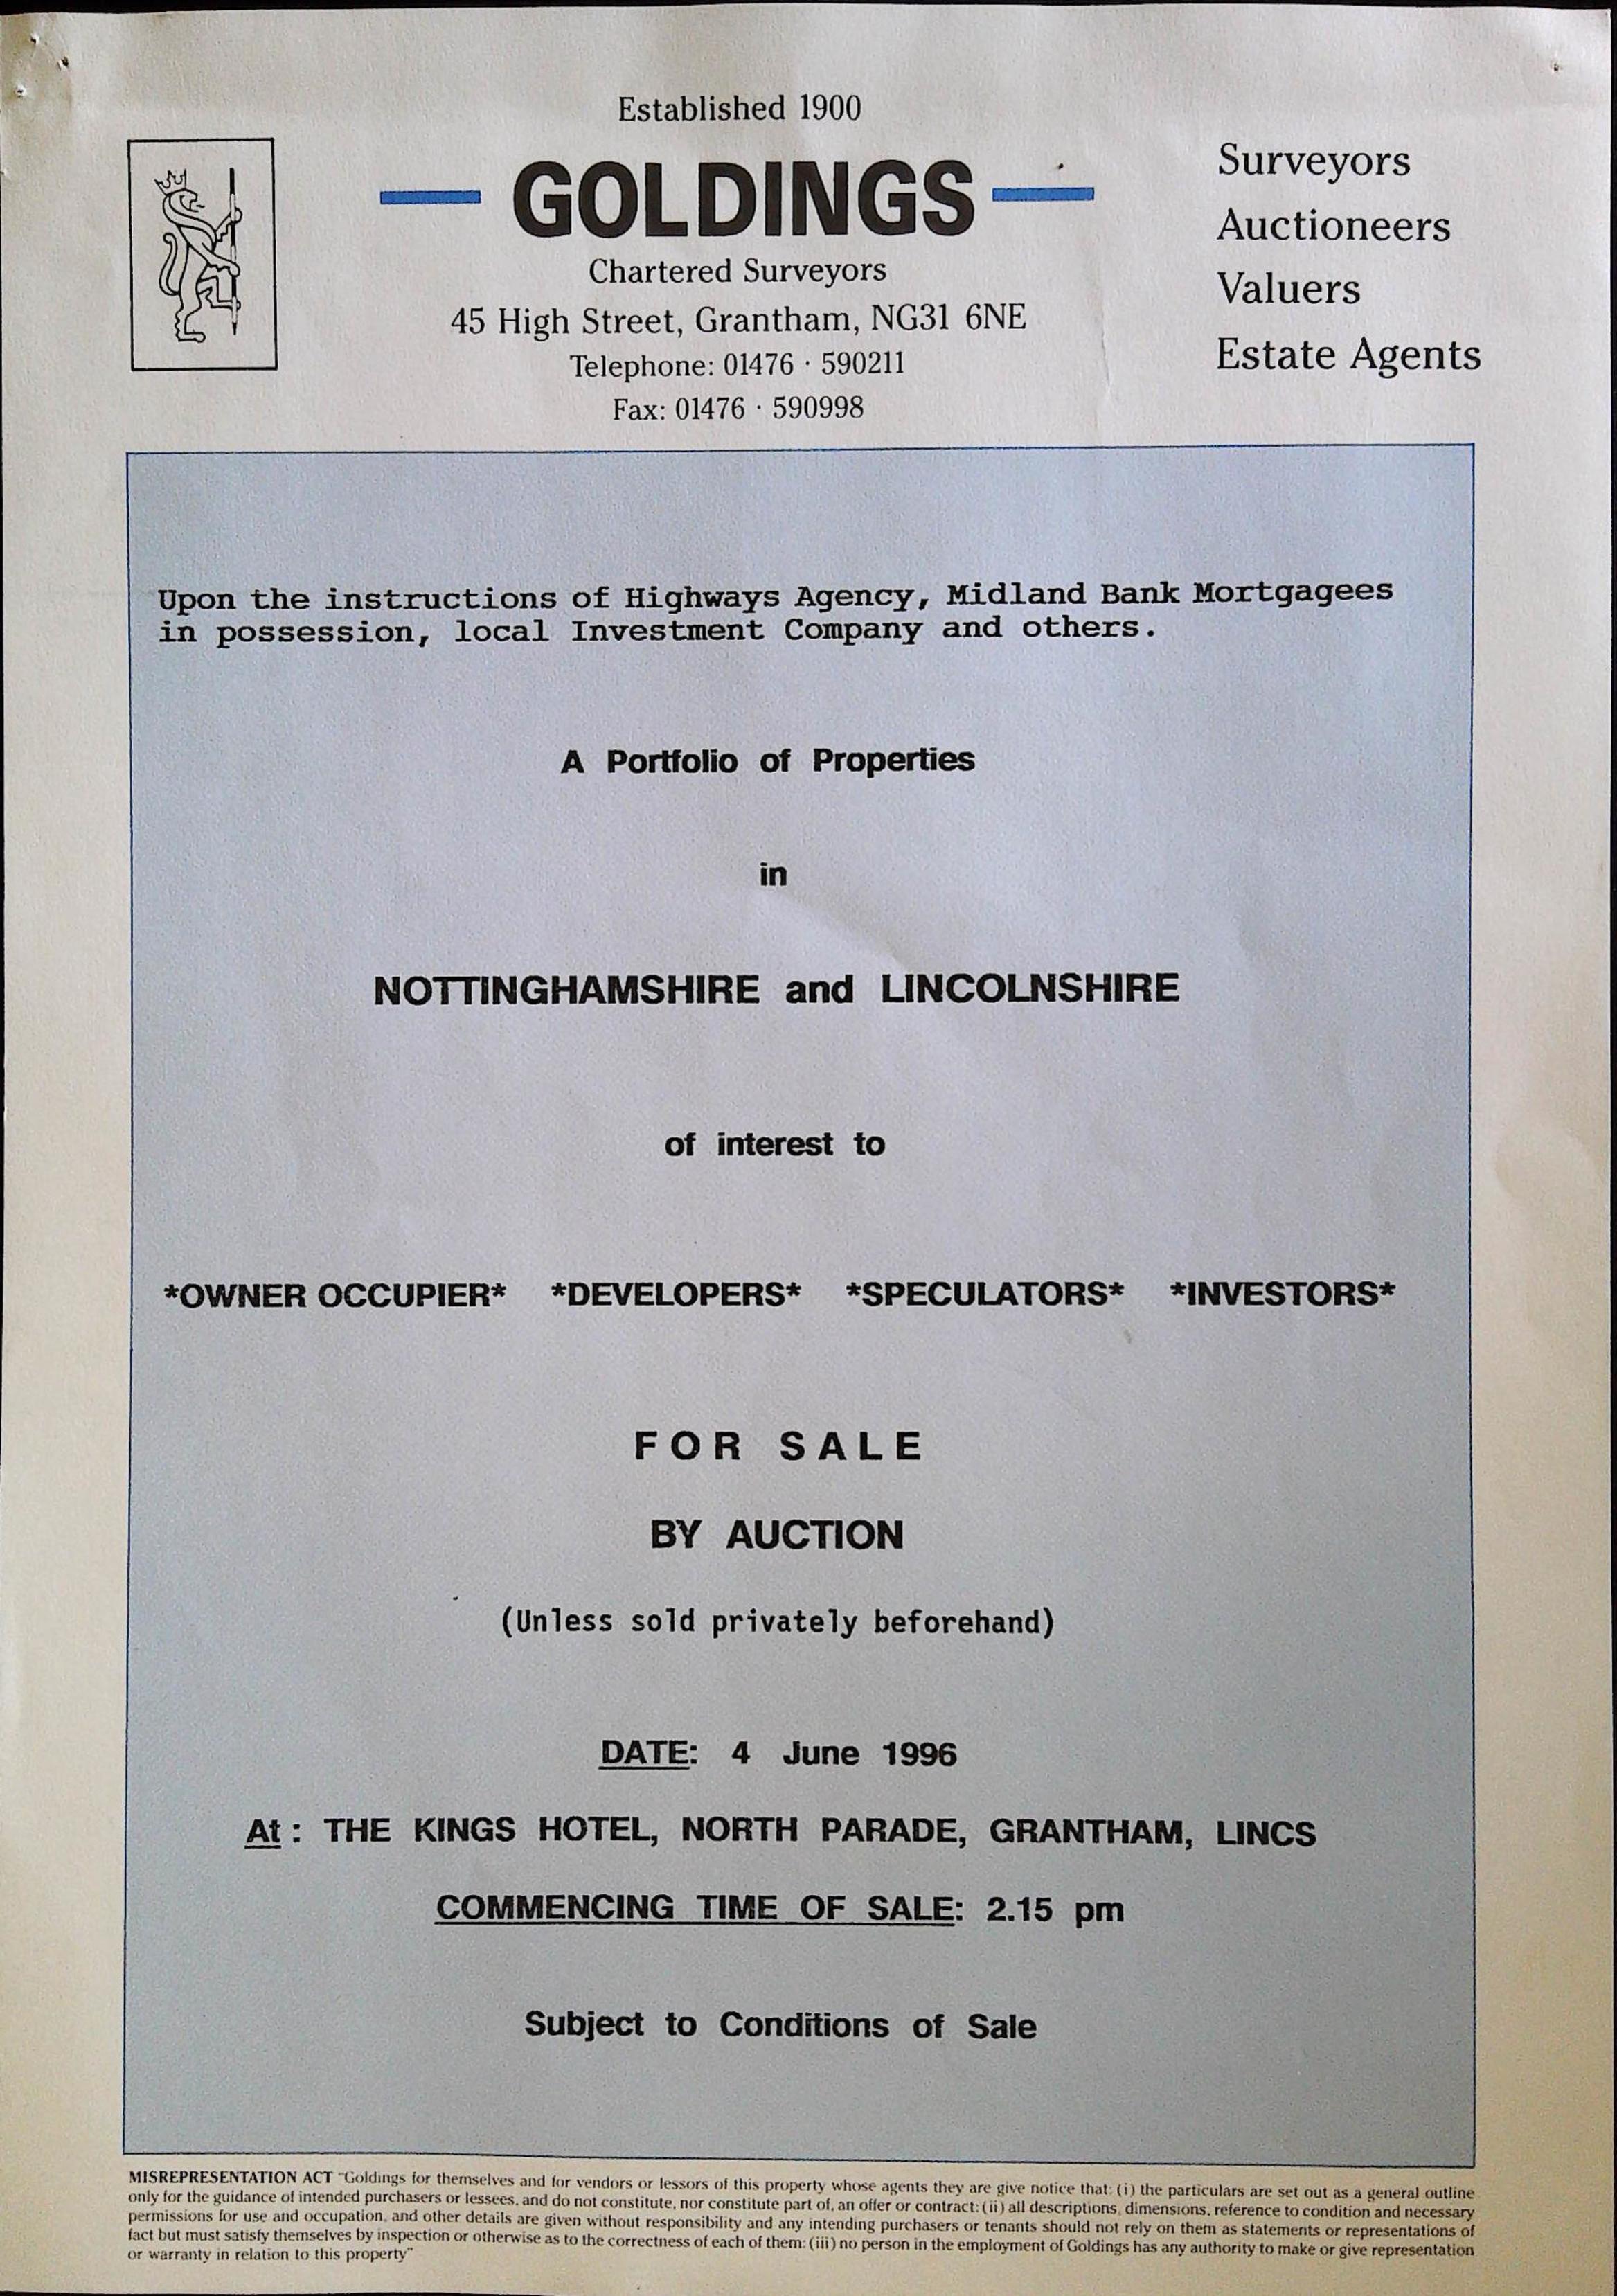 Established 1900
GOLDINGS
Chartered Surveyors
45 High Street, Grantham, NG31 6NE
Telephone: 01476 · 590211
Fax: 01476 · 590998
Surveyors
Auctioneers
Valuers
Estate Agents
Upon the instructions of Highways Agency, Midland Bank Mortgagees
in possession, local Investment Company and others.
A Portfolio of Properties
in
NOTTINGHAMSHIRE and LINCOLNSHIRE
of interest to
*OWNER OCCUPIER* *DEVELOPERS* *SPECULATORS* *INVESTORS*
FOR SALE
BY AUCTION
(Unless sold privately beforehand)
DATE: 4 June 1996
At: THE KINGS HOTEL, NORTH PARADE, GRANTHAM, LINCS
COMMENCING TIME OF SALE: 2.15 pm
Subject to Conditions of Sale
MISREPRESENTATION ACT "Goldings for themselves and for vendors or lessors of this property whose agents they are give notice that: (i) the particulars are set out as a general outline
only for the guidance of intended purchasers or lessees, and do not constitute, nor constitute part of, an offer or contract; (ii) all descriptions, dimensions, reference to condition and necessary
permissions for use and occupation, and other details are given without responsibility and any intending purchasers or tenants should not rely on them as statements or representations of
fact but must satisfy themselves by inspection or otherwise as to the correctness of each of them: (iii) no person in the employment of Goldings has any authority to make or give representation
or warranty in relation to this property"